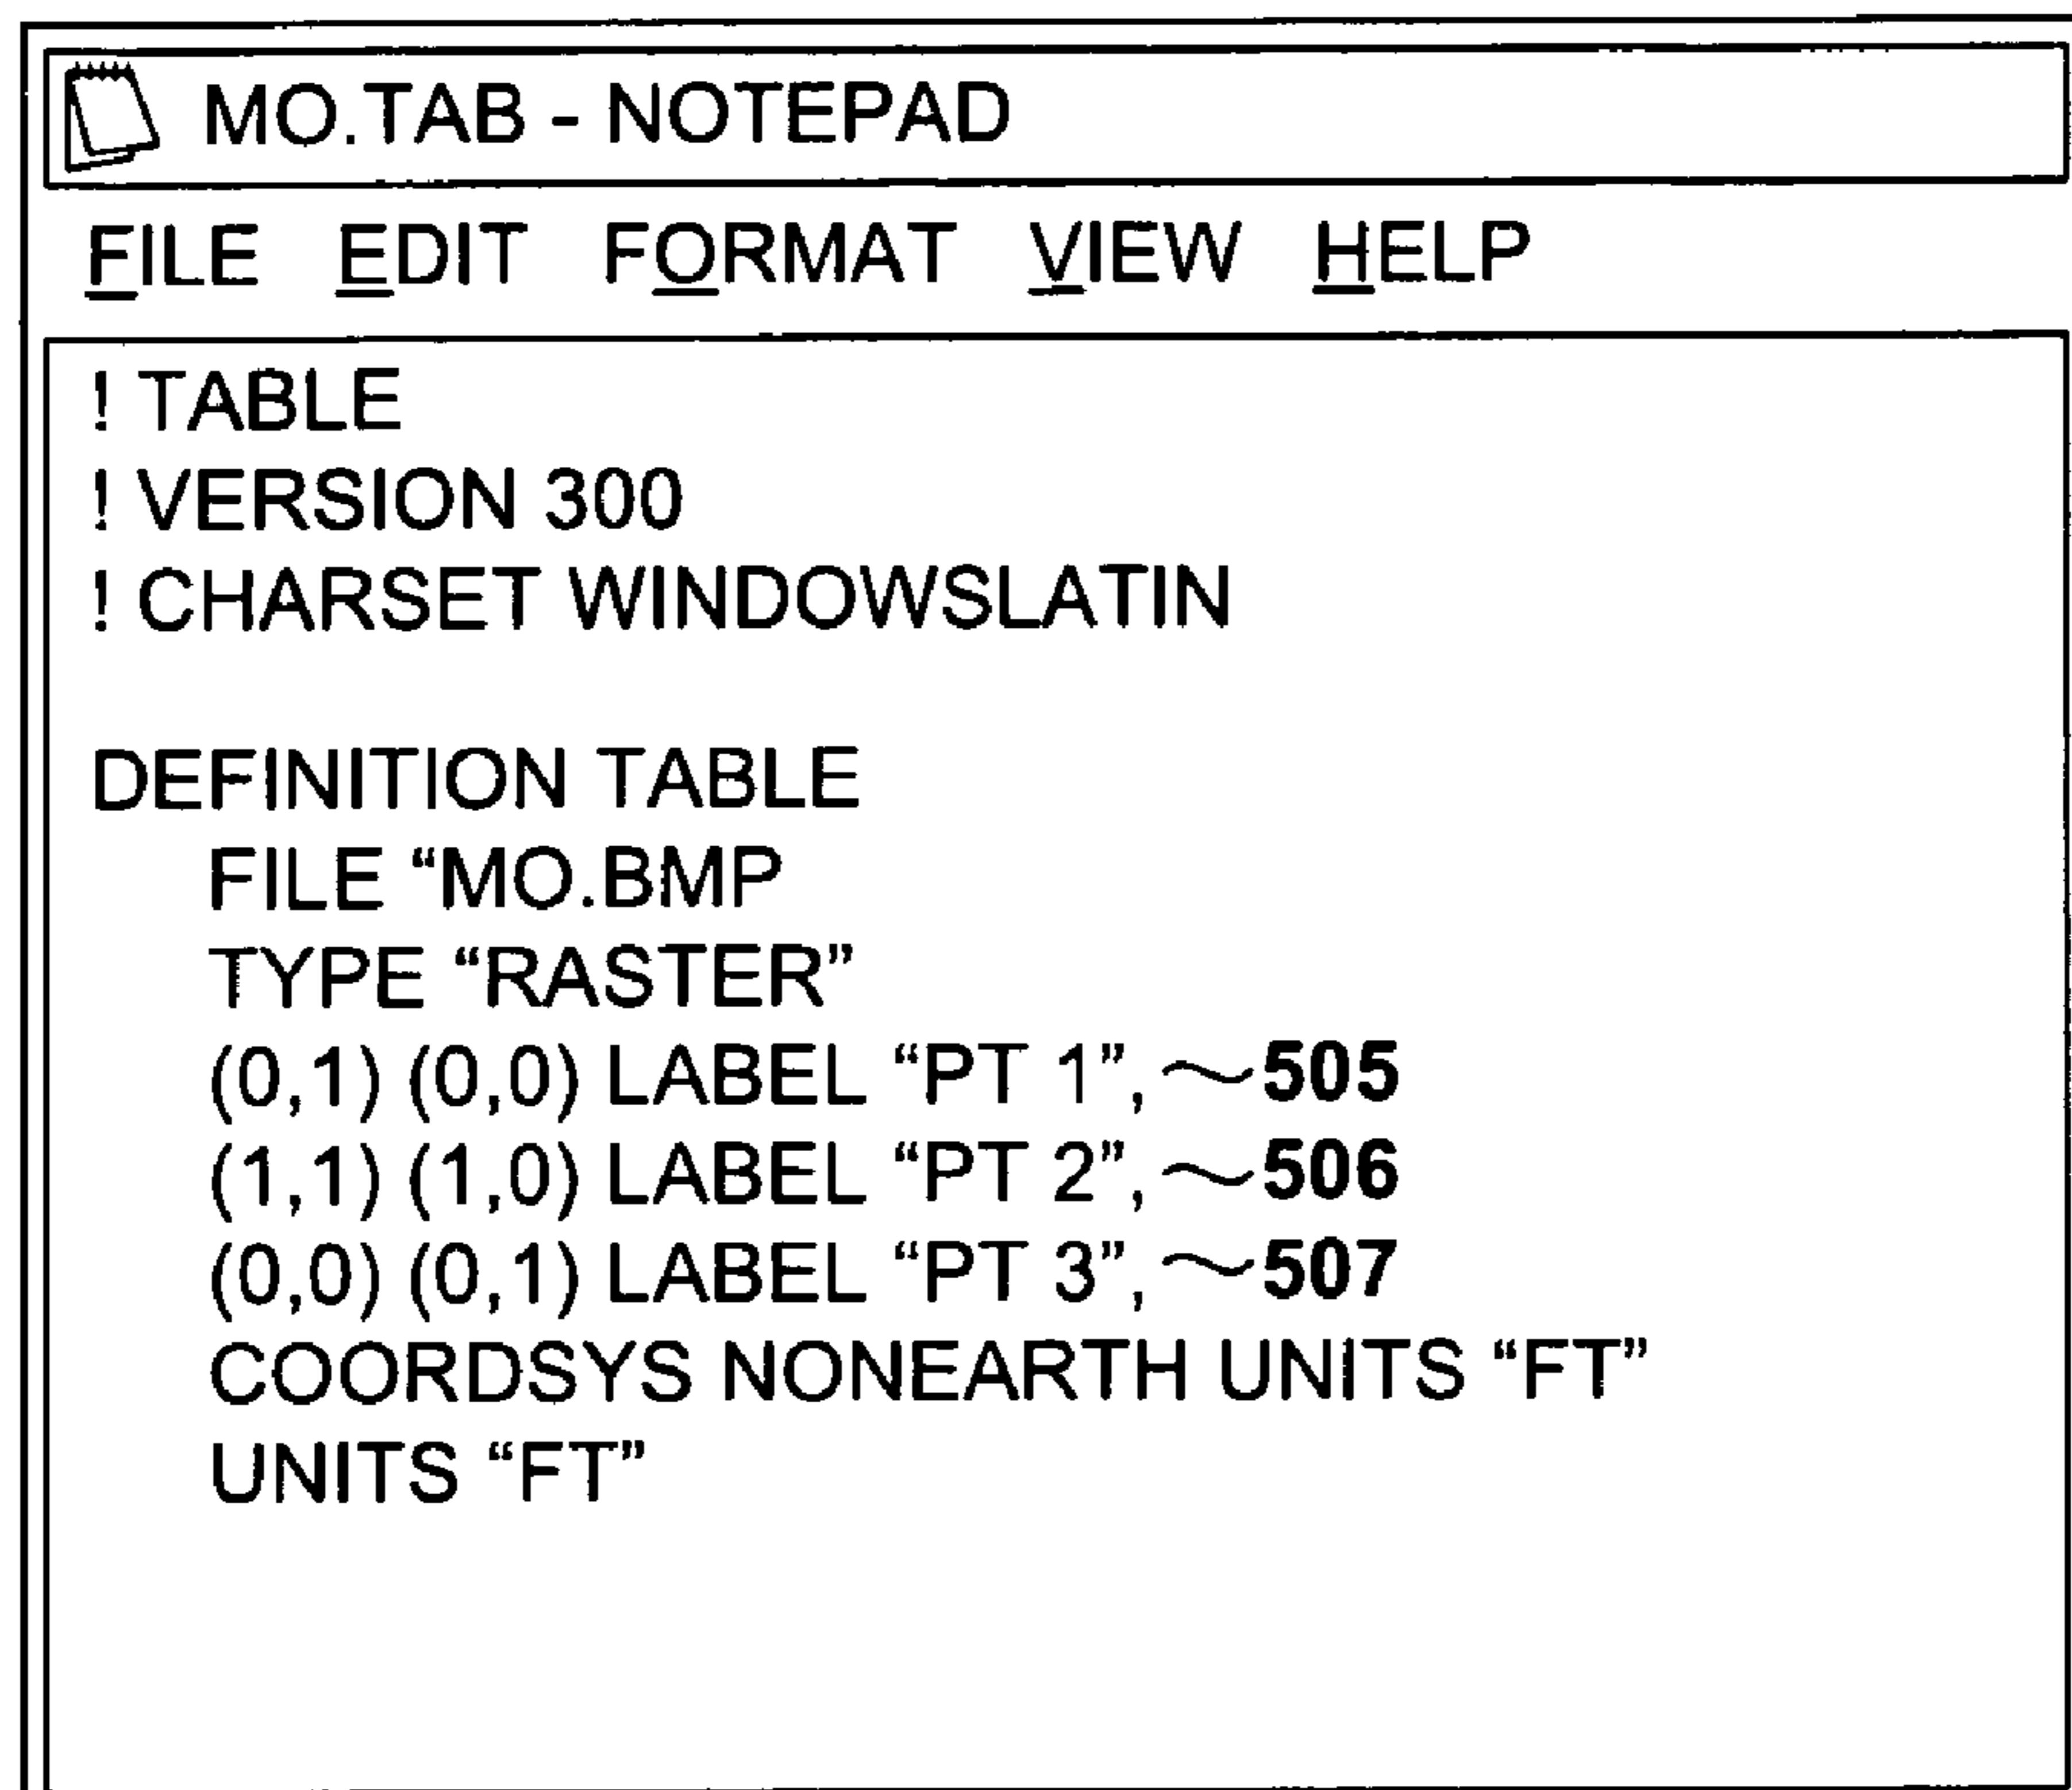 MO.TAB - NOTEPAD
FILE EDIT FORMAT VIEW HELP
! TABLE
! VERSION 300
! CHARSET WINDOWSLATIN
DEFINITION TABLE
FILE “MO.BMP
TYPE “RASTER”
(0,1) (0,0) LABEL “PT 1”, 505
(1,1) (1,0) LABEL “PT 2”, 506
(0,0) (0,1) LABEL “PT 3”, 507
COORDSYS NONEARTH UNITS “FT”
UNITS “FT”